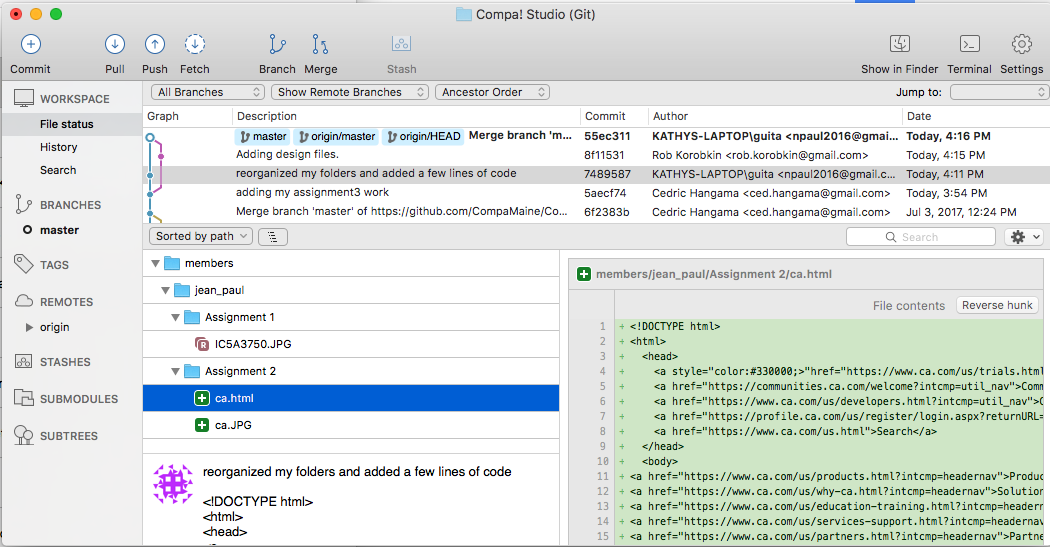 Compa! Studio (Git)
Commit Pull Push Fetch Branch Merge Stash Show in Finder Terminal Settings
WORKSPACE
File status
History
Search
BRANCHES
master
TAGS
REMOTES
origin
STASHES
SUBMODULES
SUBTREES
All Branches Show Remote Branches Ancestor Order Jump to:
Graph Description Commit Author Date
master origin/master origin/HEAD Merge branch 'm... 55ec311 KATHYS-LAPTOP\guita <npaul2016@gmai... Today, 4:16 PM
Adding design files. 8f11531 Rob Korobkin <rob.korobkin@gmail.com> Today, 4:15 PM
reorganized my folders and added a few lines of code 7489587 KATHYS-LAPTOP\guita <npaul2016@gmai... Today, 4:11 PM
adding my assignment3 work 5aecf74 Cedric Hangama <ced.hangama@gmail.com> Today, 3:54 PM
Merge branch 'master' of https://github.com/CompaMaine/Co... 6f2383b Cedric Hangama <ced.hangama@gmail.com> Jul 3, 2017, 12:24 PM
Sorted by path Search
members
jean_paul
Assignment 1
R IC5A3750.JPG
Assignment 2
ca.html
ca.JPG
reorganized my folders and added a few lines of code
<!DOCTYPE html>
<html>
<head>
members/jean_paul/Assignment 2/ca.html
File contents Reverse hunk
1 + <!DOCTYPE html>
2 + <html>
3 + <head>
4 + <a style="color:#330000;>"href="https://www.ca.com/us/trials.html
5 + <a href="https://communities.ca.com/welcome?intcmp=util_nav">Comm
6 + <a href="https://www.ca.com/us/developers.html?intcmp=util_nav">C
7 + <a href="https://profile.ca.com/us/register/login.aspx?returnURL=
8 + <a href="https://www.ca.com/us.html">Search</a>
9 + </head>
10 + <body>
11 + <a href="https://www.ca.com/us/products.html?intcmp=headernav">Produc
12 + <a href="https://www.ca.com/us/why-ca.html?intcmp=headernav">Solution
13 + <a href="https://www.ca.com/us/education-training.html?intcmp=headern
14 + <a href="https://www.ca.com/us/services-support.html?intcmp=headernav
15 + <a href="https://www.ca.com/us/partners.html?intcmp=headernav">Partne